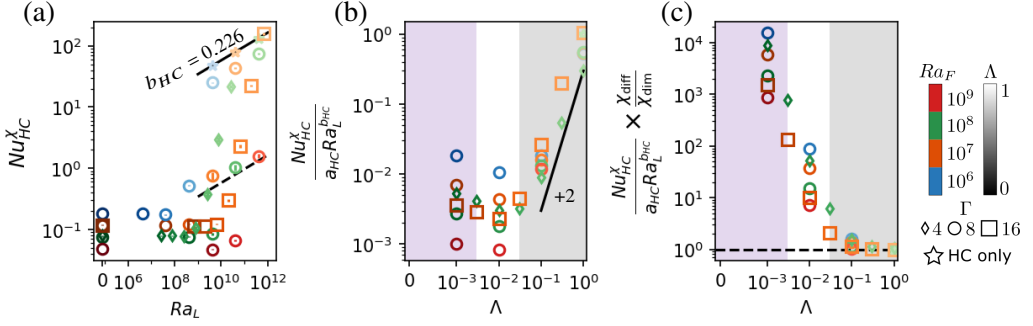 (a)
Nu^χ_HC
10^2
10^1
10^0
10^−1
b_HC = 0.226
0
10^6
10^8
10^10
10^12
Ra_L
(b)
Nu^χ_HC
a_HC Ra_L^{b_HC}
10^0
10^−1
10^−2
10^−3
+2
0
10^−3
10^−2
10^−1
10^0
Λ
(c)
Nu^χ_HC / a_HC Ra_L^{b_HC} × χ_diff / χ_dim
10^4
10^3
10^2
10^1
10^0
0
10^−3
10^−2
10^−1
10^0
Λ
Ra_F
10^9
10^8
10^7
10^6
Λ
1
0
Γ
4 8 16
HC only